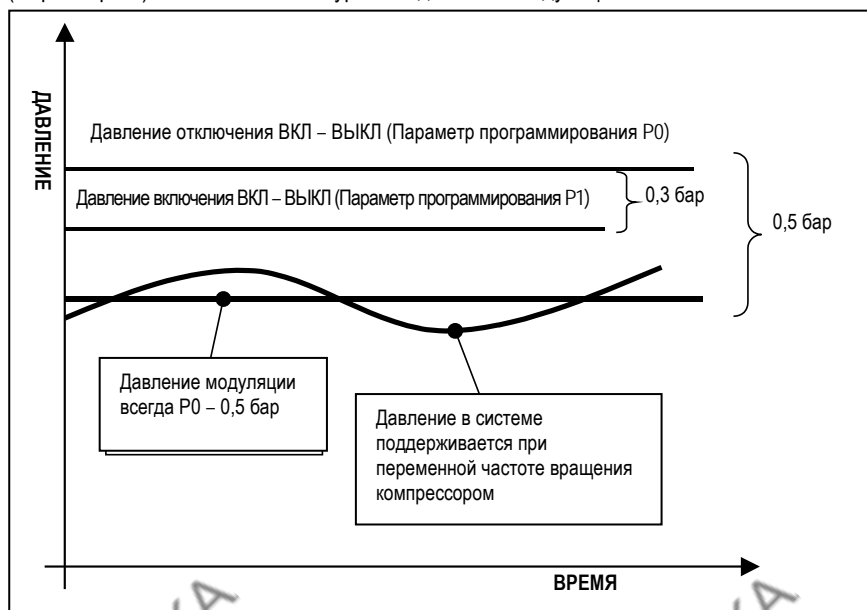 ДАВЛЕНИЕ
Давление отключения ВКЛ – ВЫКЛ (Параметр программирования P0)
Давление включения ВКЛ – ВЫКЛ (Параметр программирования P1)
0,3 бар
0,5 бар
Давление модуляции
всегда P0 – 0,5 бар
Давление в системе
поддерживается при
переменной частоте вращения
компрессором
ВРЕМЯ